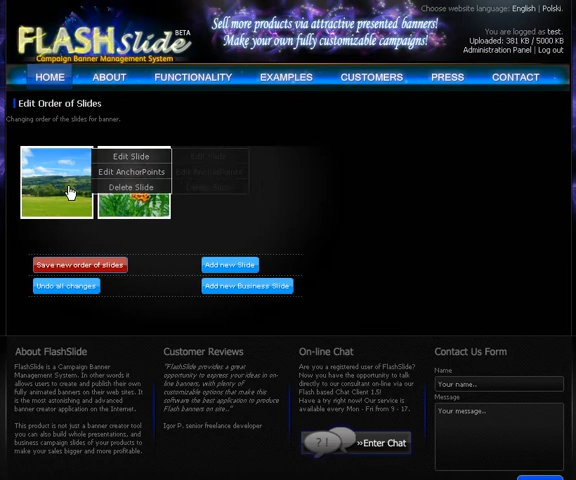 Choose website language: English | Polski.
FLASHSlide BETA
Campaign Banner Management System
Sell more products via attractive presented banners!
Make your own fully customizable campaigns!
You are logged as test.
Uploaded: 381 KB / 5000 KB
Administration Panel | Log out
HOME ABOUT FUNCTIONALITY EXAMPLES CUSTOMERS PRESS CONTACT
Edit Order of Slides
Changing order of the slides for banner.
Edit Slide
Edit AnchorPoints
Delete Slide
Save new order of slides
Add new Slide
Undo all changes
Add new Business Slide
About FlashSlide
FlashSlide is a Campaign Banner
Management System. In other words it
allows users to create and publish their own
fully animated banners on their web sites. It
is the most astonishing and advanced
banner creator application on the Internet.
This product is not just a banner creator tool
you can also build whole presentations, and
business campaign slides of your products to
make your sales bigger and more profitable.
Customer Reviews
"FlashSlide provides a great
opportunity to express your ideas in on-
line banners, with plenty of
customizable options that make this
software the best application to produce
Flash banners on site.."
Igor P. senior freelance developer
On-line Chat
Are you a registered user of FlashSlide?
Now you have the opportunity to talk
directly to our consultant on-line via our
Flash based Chat Client 1.5!
Have a try right now! Our service is
available every Mon - Fri from 9 - 17.
?! »Enter Chat
Contact Us Form
Name
Your name..
Message
Your message..